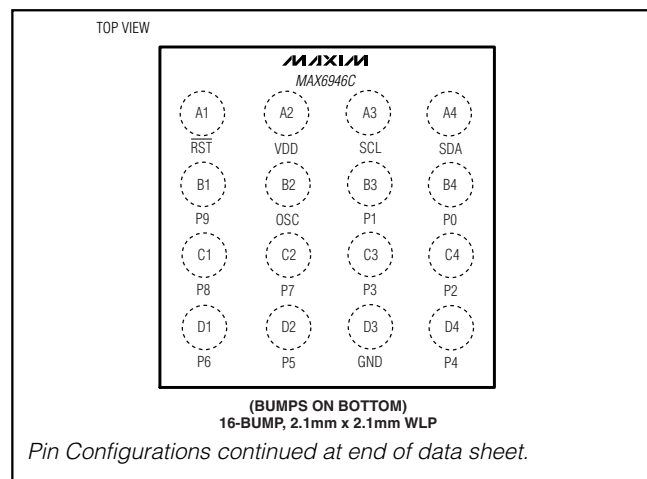 TOP VIEW
MAXIM
MAX6946C
A1 A2 A3 A4
RST VDD SCL SDA
B1 B2 B3 B4
P9 OSC P1 P0
C1 C2 C3 C4
P8 P7 P3 P2
D1 D2 D3 D4
P6 P5 GND P4
(BUMPS ON BOTTOM)
16-BUMP, 2.1mm x 2.1mm WLP
Pin Configurations continued at end of data sheet.